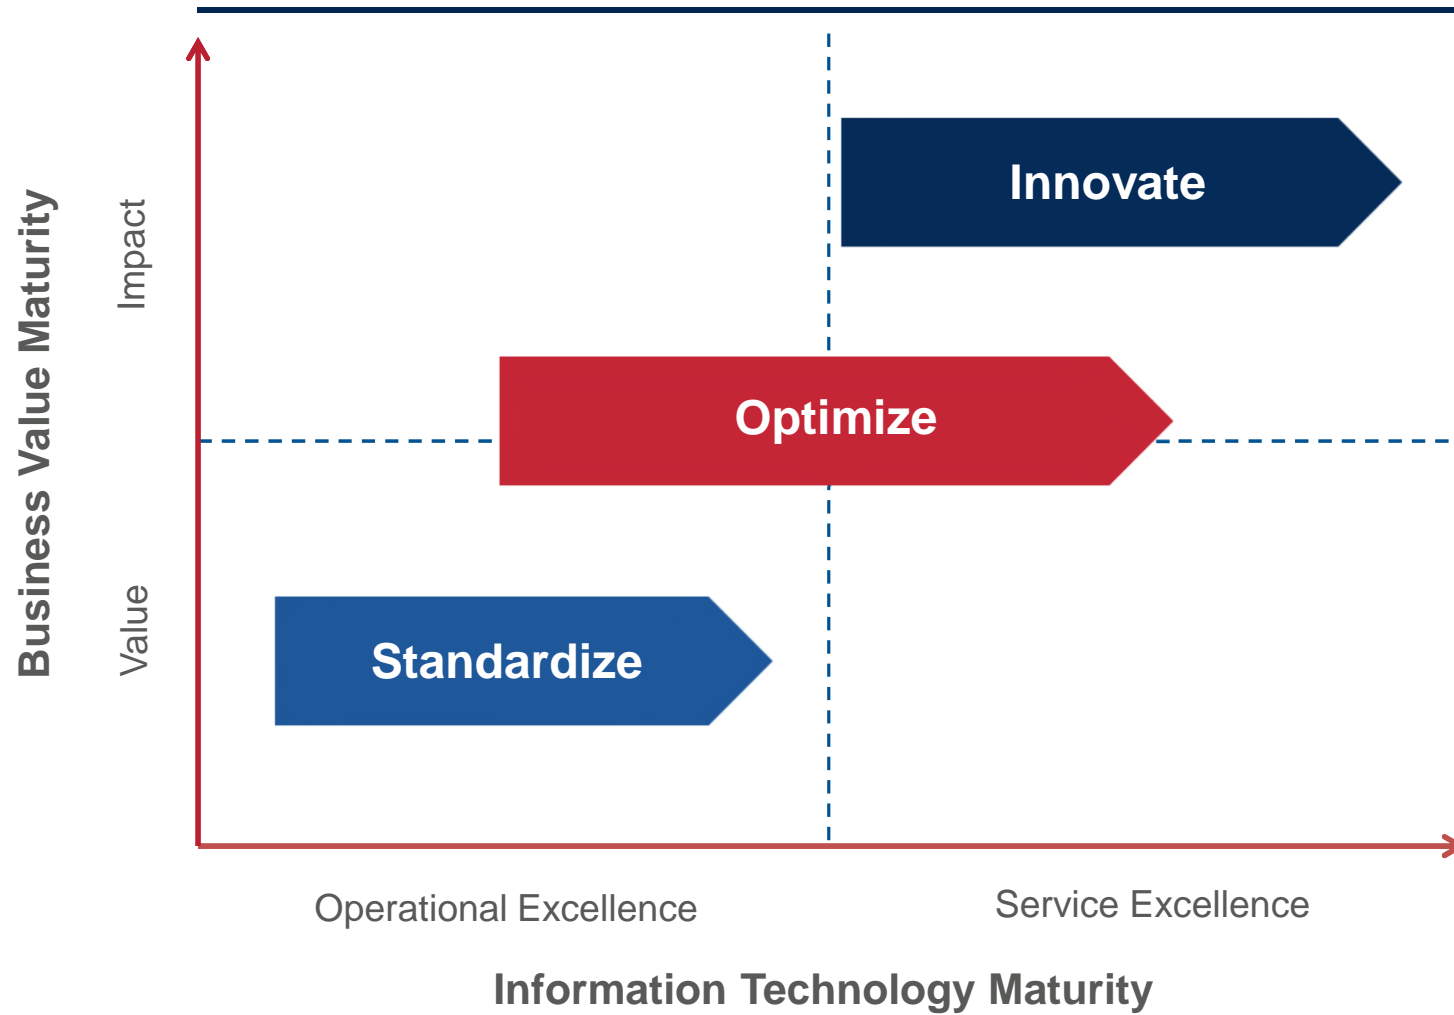 Business Value Maturity
Impact
Value
Innovate
Optimize
Standardize
Operational Excellence
Service Excellence
Information Technology Maturity